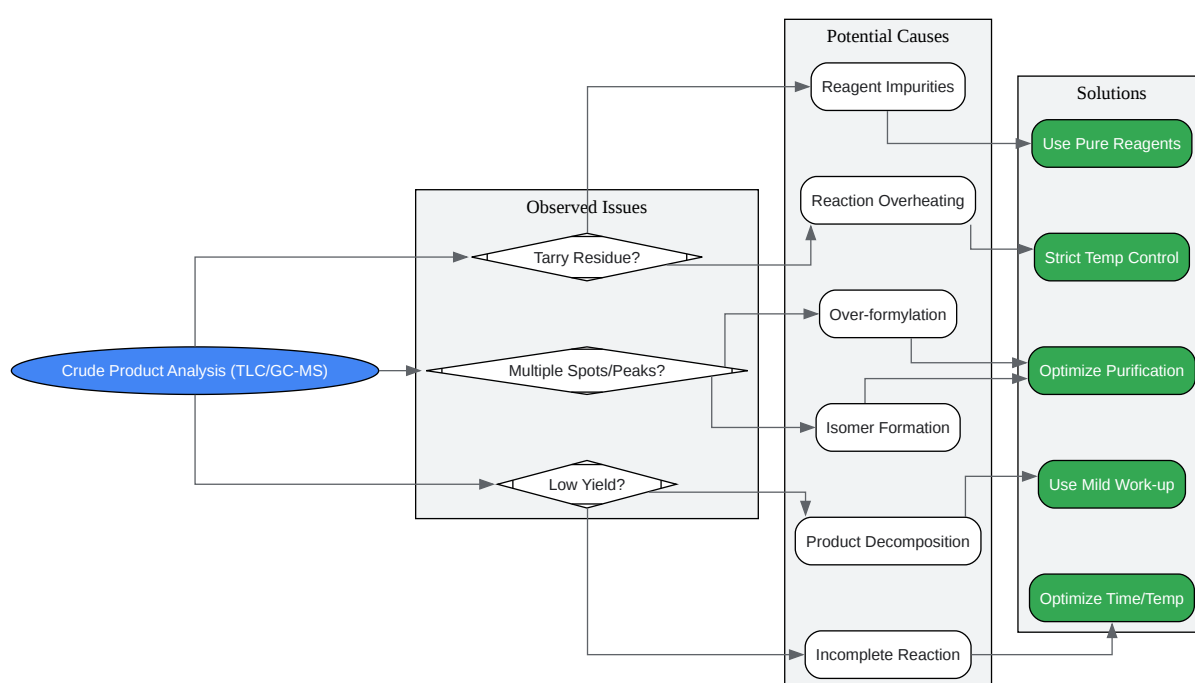 Potential Causes
Reagent Impurities
Solutions
Use Pure Reagents
Reaction Overheating
Observed Issues
Tarry Residue?
Strict Temp Control
Over-formylation
Crude Product Analysis (TLC/GC-MS)
Multiple Spots/Peaks?
Optimize Purification
Isomer Formation
Low Yield?
Use Mild Work-up
Product Decomposition
Optimize Time/Temp
Incomplete Reaction